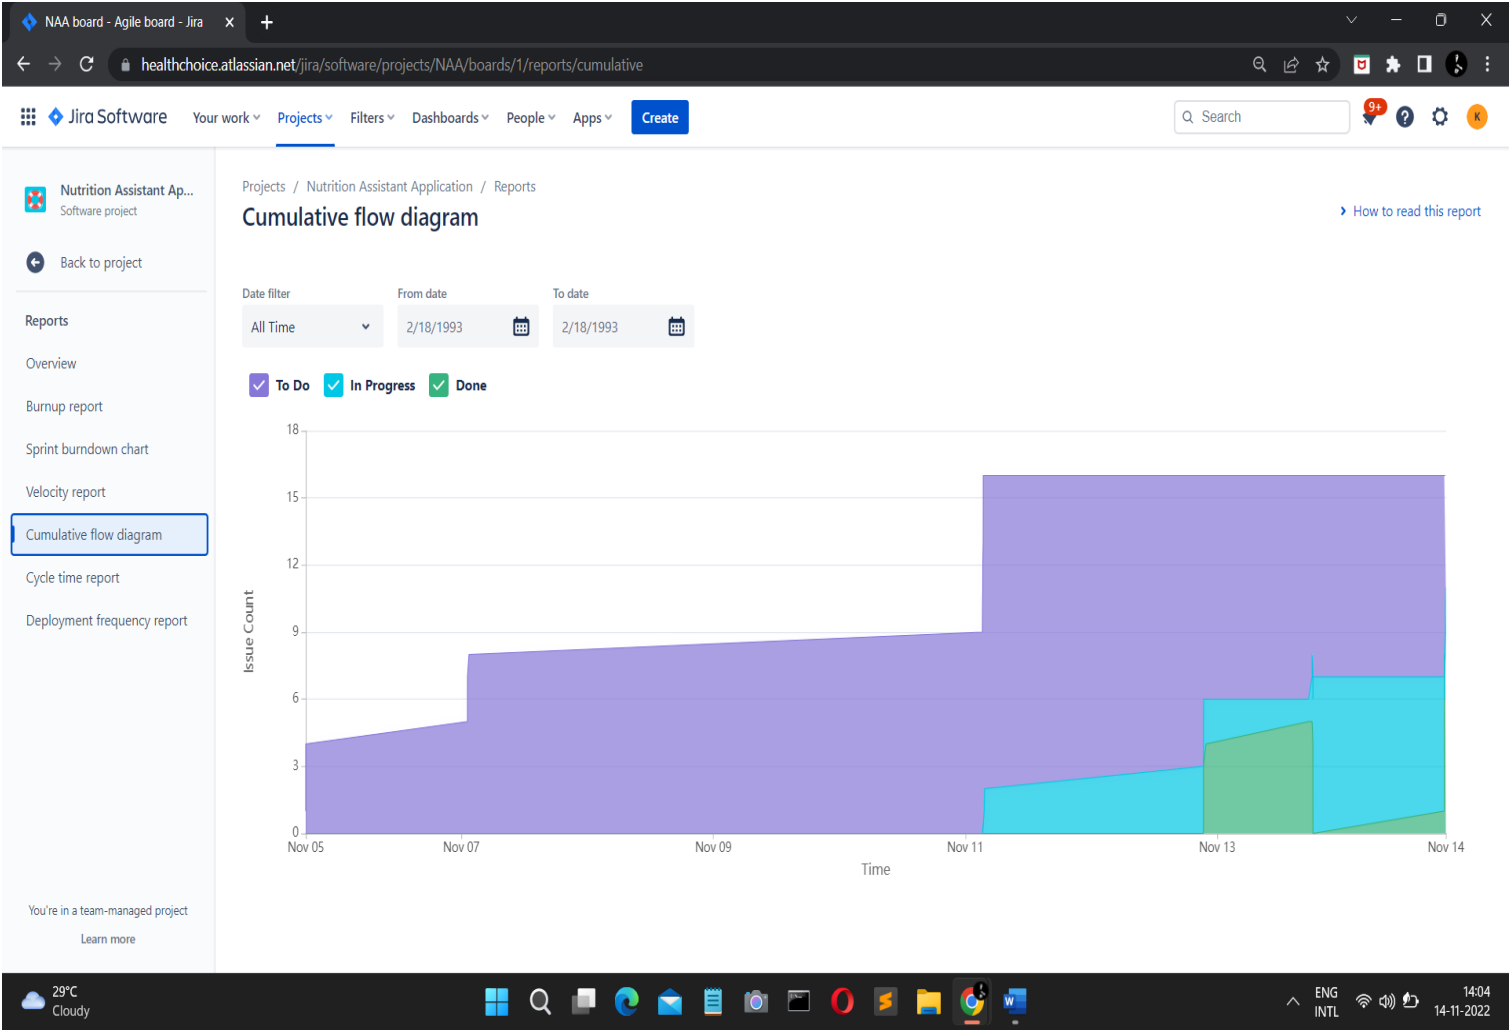 NAA board - Agile board - Jira
healthchoice.atlassian.net/jira/software/projects/NAA/boards/1/reports/cumulative
Jira Software Your work Projects Filters Dashboards People Apps Create Search 9+ K
Nutrition Assistant Ap...
Software project
Back to project
Reports
Overview
Burnup report
Sprint burndown chart
Velocity report
Cumulative flow diagram
Cycle time report
Deployment frequency report
You're in a team-managed project
Learn more
Projects / Nutrition Assistant Application / Reports
Cumulative flow diagram
How to read this report
Date filter From date To date
All Time 2/18/1993 2/18/1993
To Do In Progress Done
18
15
12
9
6
3
0
Issue Count
Nov 05 Nov 07 Nov 09 Nov 11 Nov 13 Nov 14
Time
29°C
Cloudy
ENG
INTL
14:04
14-11-2022